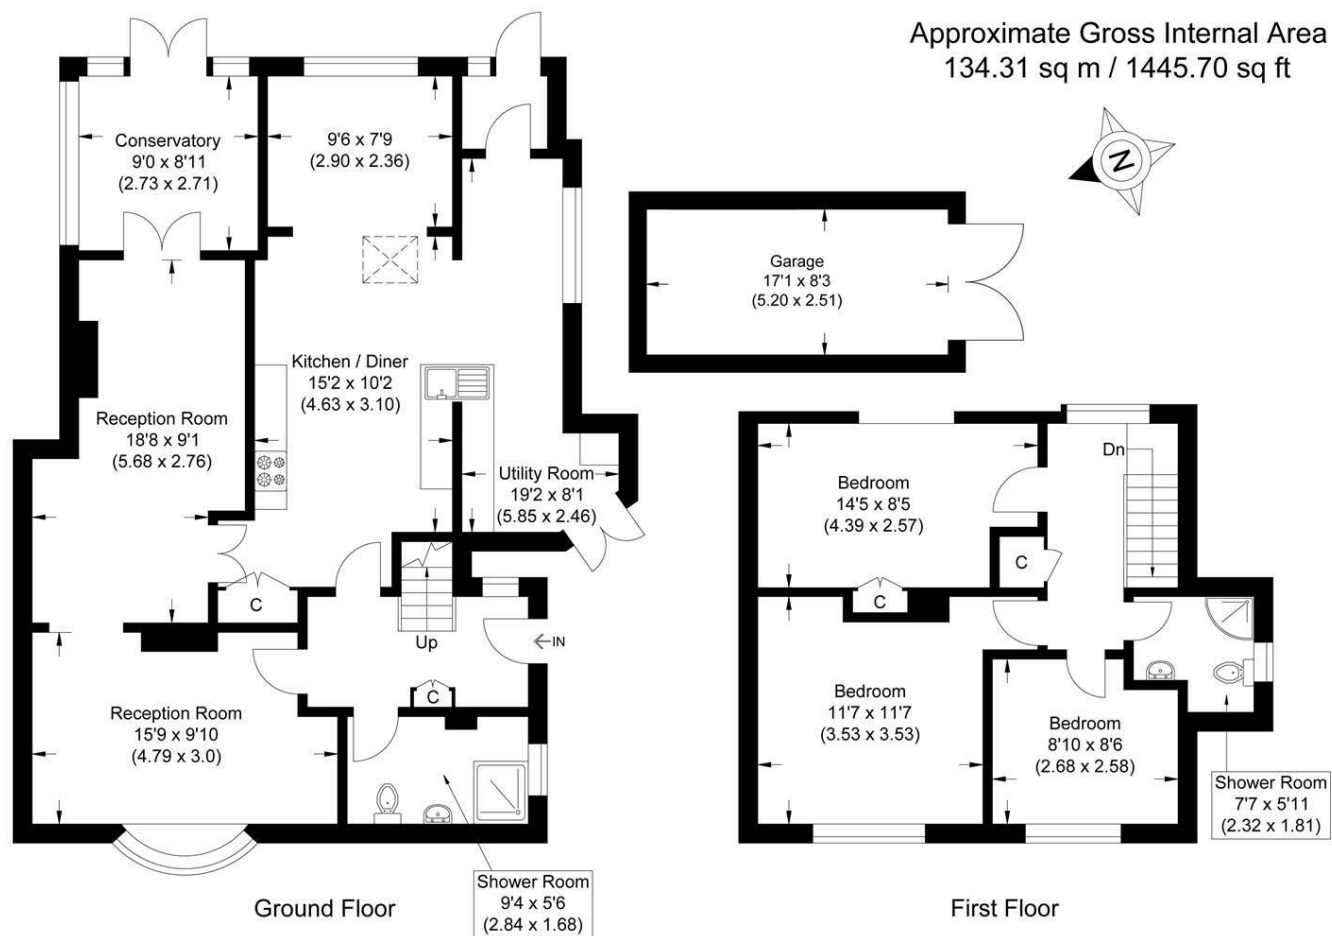 Approximate Gross Internal Area
134.31 sq m / 1445.70 sq ft
N
Conservatory
9'0 x 8'11
(2.73 x 2.71)
9'6 x 7'9
(2.90 x 2.36)
Kitchen / Diner
15'2 x 10'2
(4.63 x 3.10)
Reception Room
18'8 x 9'1
(5.68 x 2.76)
Utility Room
19'2 x 8'1
(5.85 x 2.46)
C
Up
IN
C
Reception Room
15'9 x 9'10
(4.79 x 3.0)
Shower Room
9'4 x 5'6
(2.84 x 1.68)
Ground Floor
Garage
17'1 x 8'3
(5.20 x 2.51)
Dn
Bedroom
14'5 x 8'5
(4.39 x 2.57)
C
C
Bedroom
11'7 x 11'7
(3.53 x 3.53)
Bedroom
8'10 x 8'6
(2.68 x 2.58)
Shower Room
7'7 x 5'11
(2.32 x 1.81)
First Floor